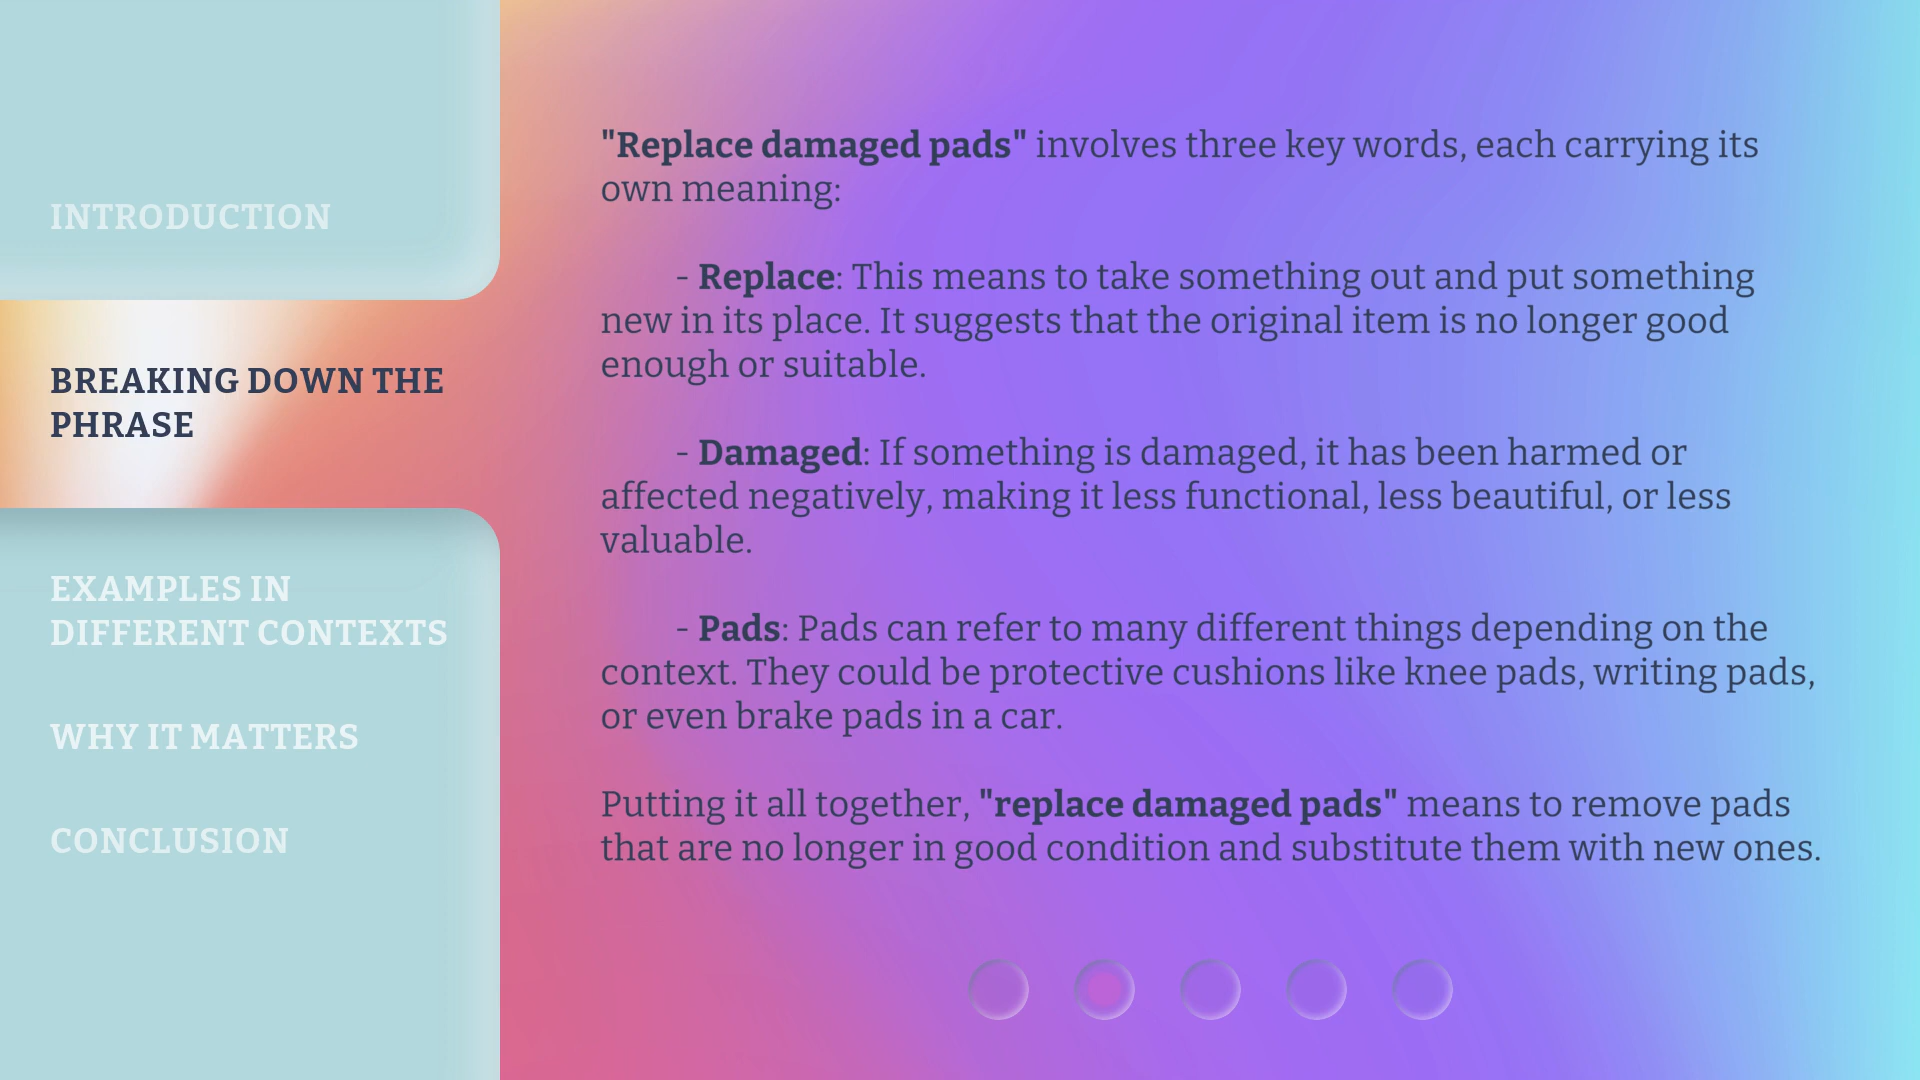 INTRODUCTION
BREAKING DOWN THE
PHRASE
EXAMPLES IN
DIFFERENT CONTEXTS
WHY IT MATTERS
CONCLUSION
"Replace damaged pads" involves three key words, each carrying its
own meaning:
- Replace: This means to take something out and put something
new in its place. It suggests that the original item is no longer good
enough or suitable.
- Damaged: If something is damaged, it has been harmed or
affected negatively, making it less functional, less beautiful, or less
valuable.
- Pads: Pads can refer to many different things depending on the
context. They could be protective cushions like knee pads, writing pads,
or even brake pads in a car.
Putting it all together, "replace damaged pads" means to remove pads
that are no longer in good condition and substitute them with new ones.